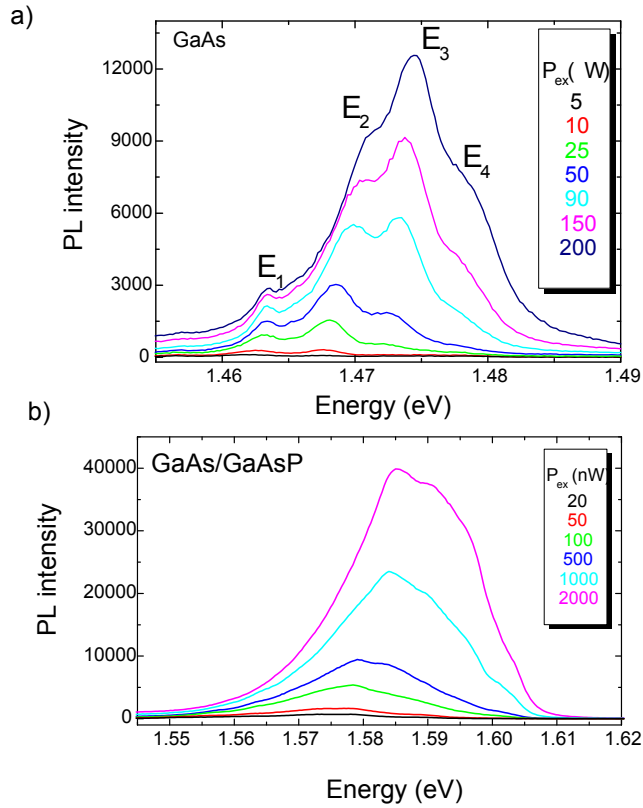 a)
GaAs
E₁
E₂
E₃
E₄
P_ex( W)
5
10
25
50
90
150
200
12000
9000
6000
3000
0
PL intensity
1.46 1.47 1.48 1.49
Energy (eV)
b)
GaAs/GaAsP
P_ex (nW)
20
50
100
500
1000
2000
40000
30000
20000
10000
0
PL intensity
1.55 1.56 1.57 1.58 1.59 1.60 1.61 1.62
Energy (eV)